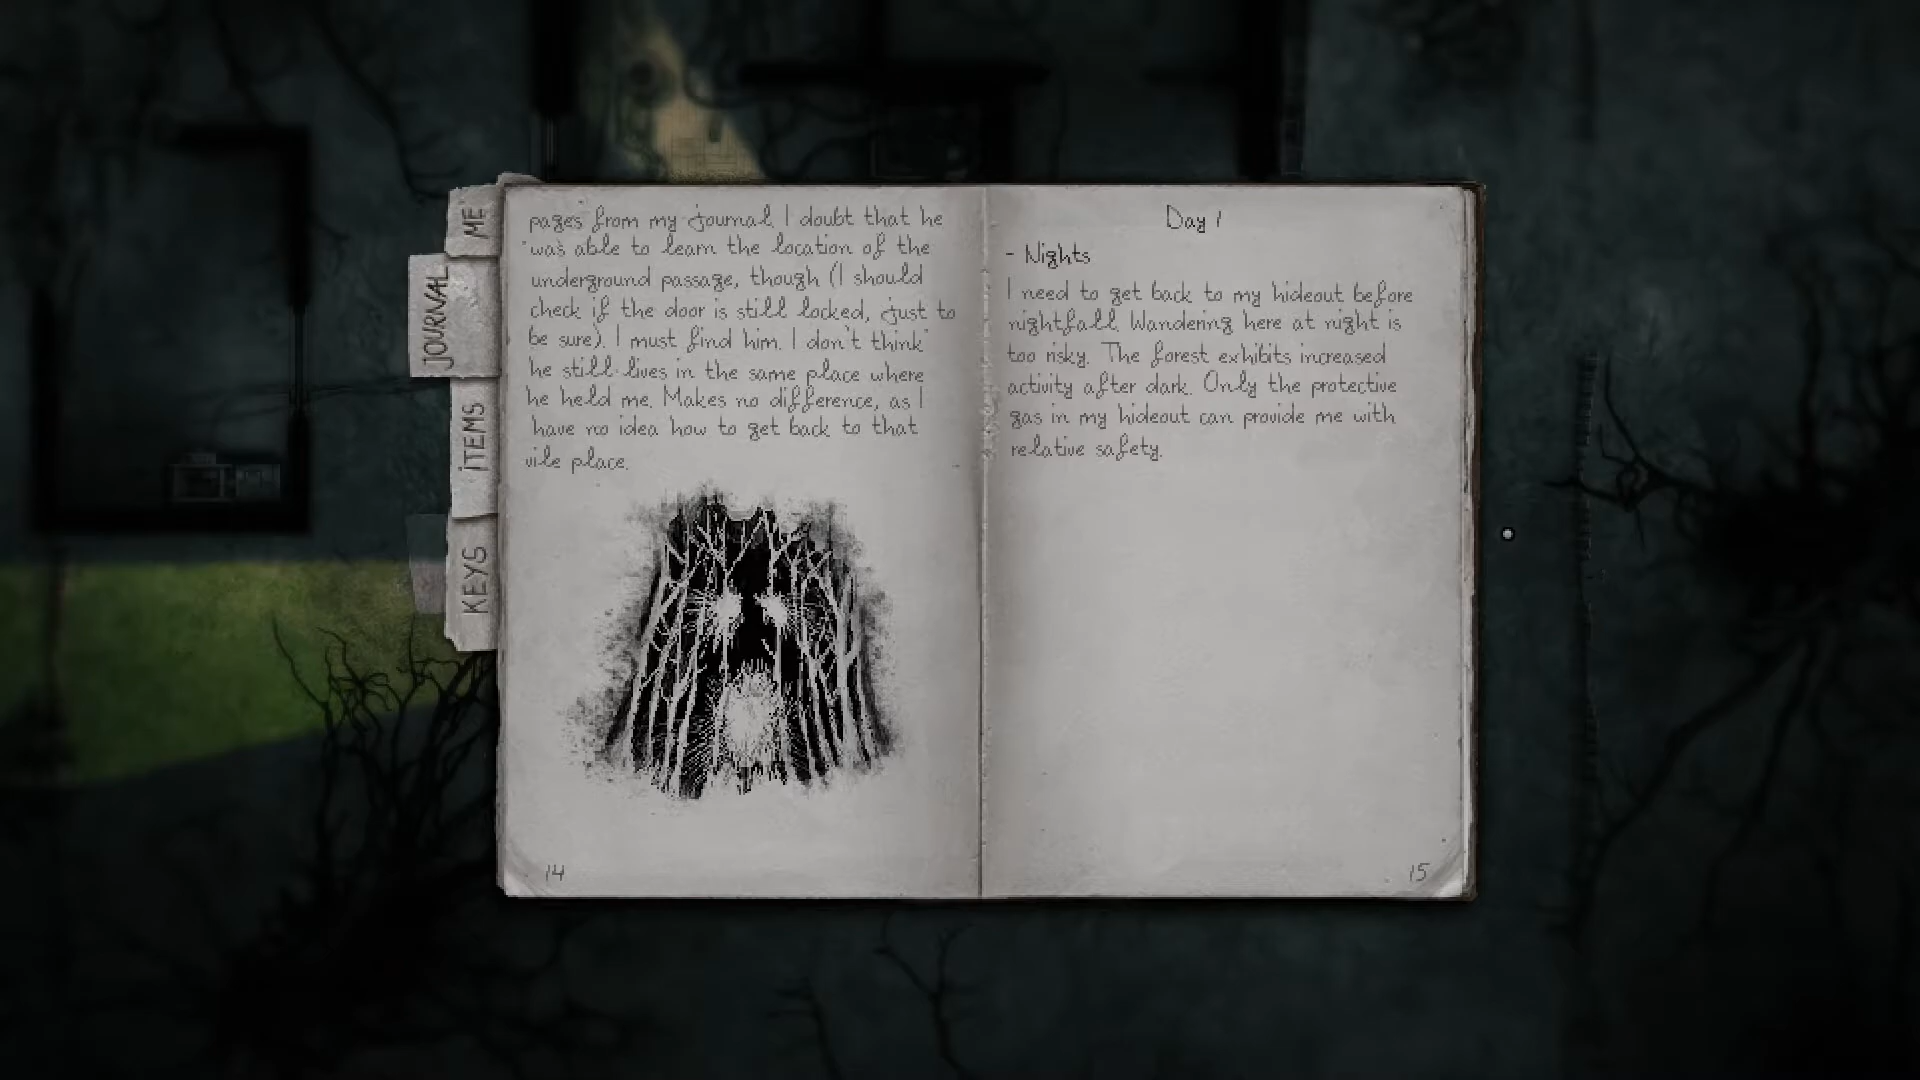 ME
JOURNAL
ITEMS
KEYS
pages from my journal. I doubt that he
was able to learn the location of the
underground passage, though (I should
check if the door is still locked, just to
be sure). I must find him. I don't think
he still lives in the same place where
he held me. Makes no difference, as I
have no idea how to get back to that
vile place.
14
Day 1
- Nights
I need to get back to my hideout before
nightfall. Wandering here at night is
too risky. The forest exhibits increased
activity after dark. Only the protective
gas in my hideout can provide me with
relative safety.
15